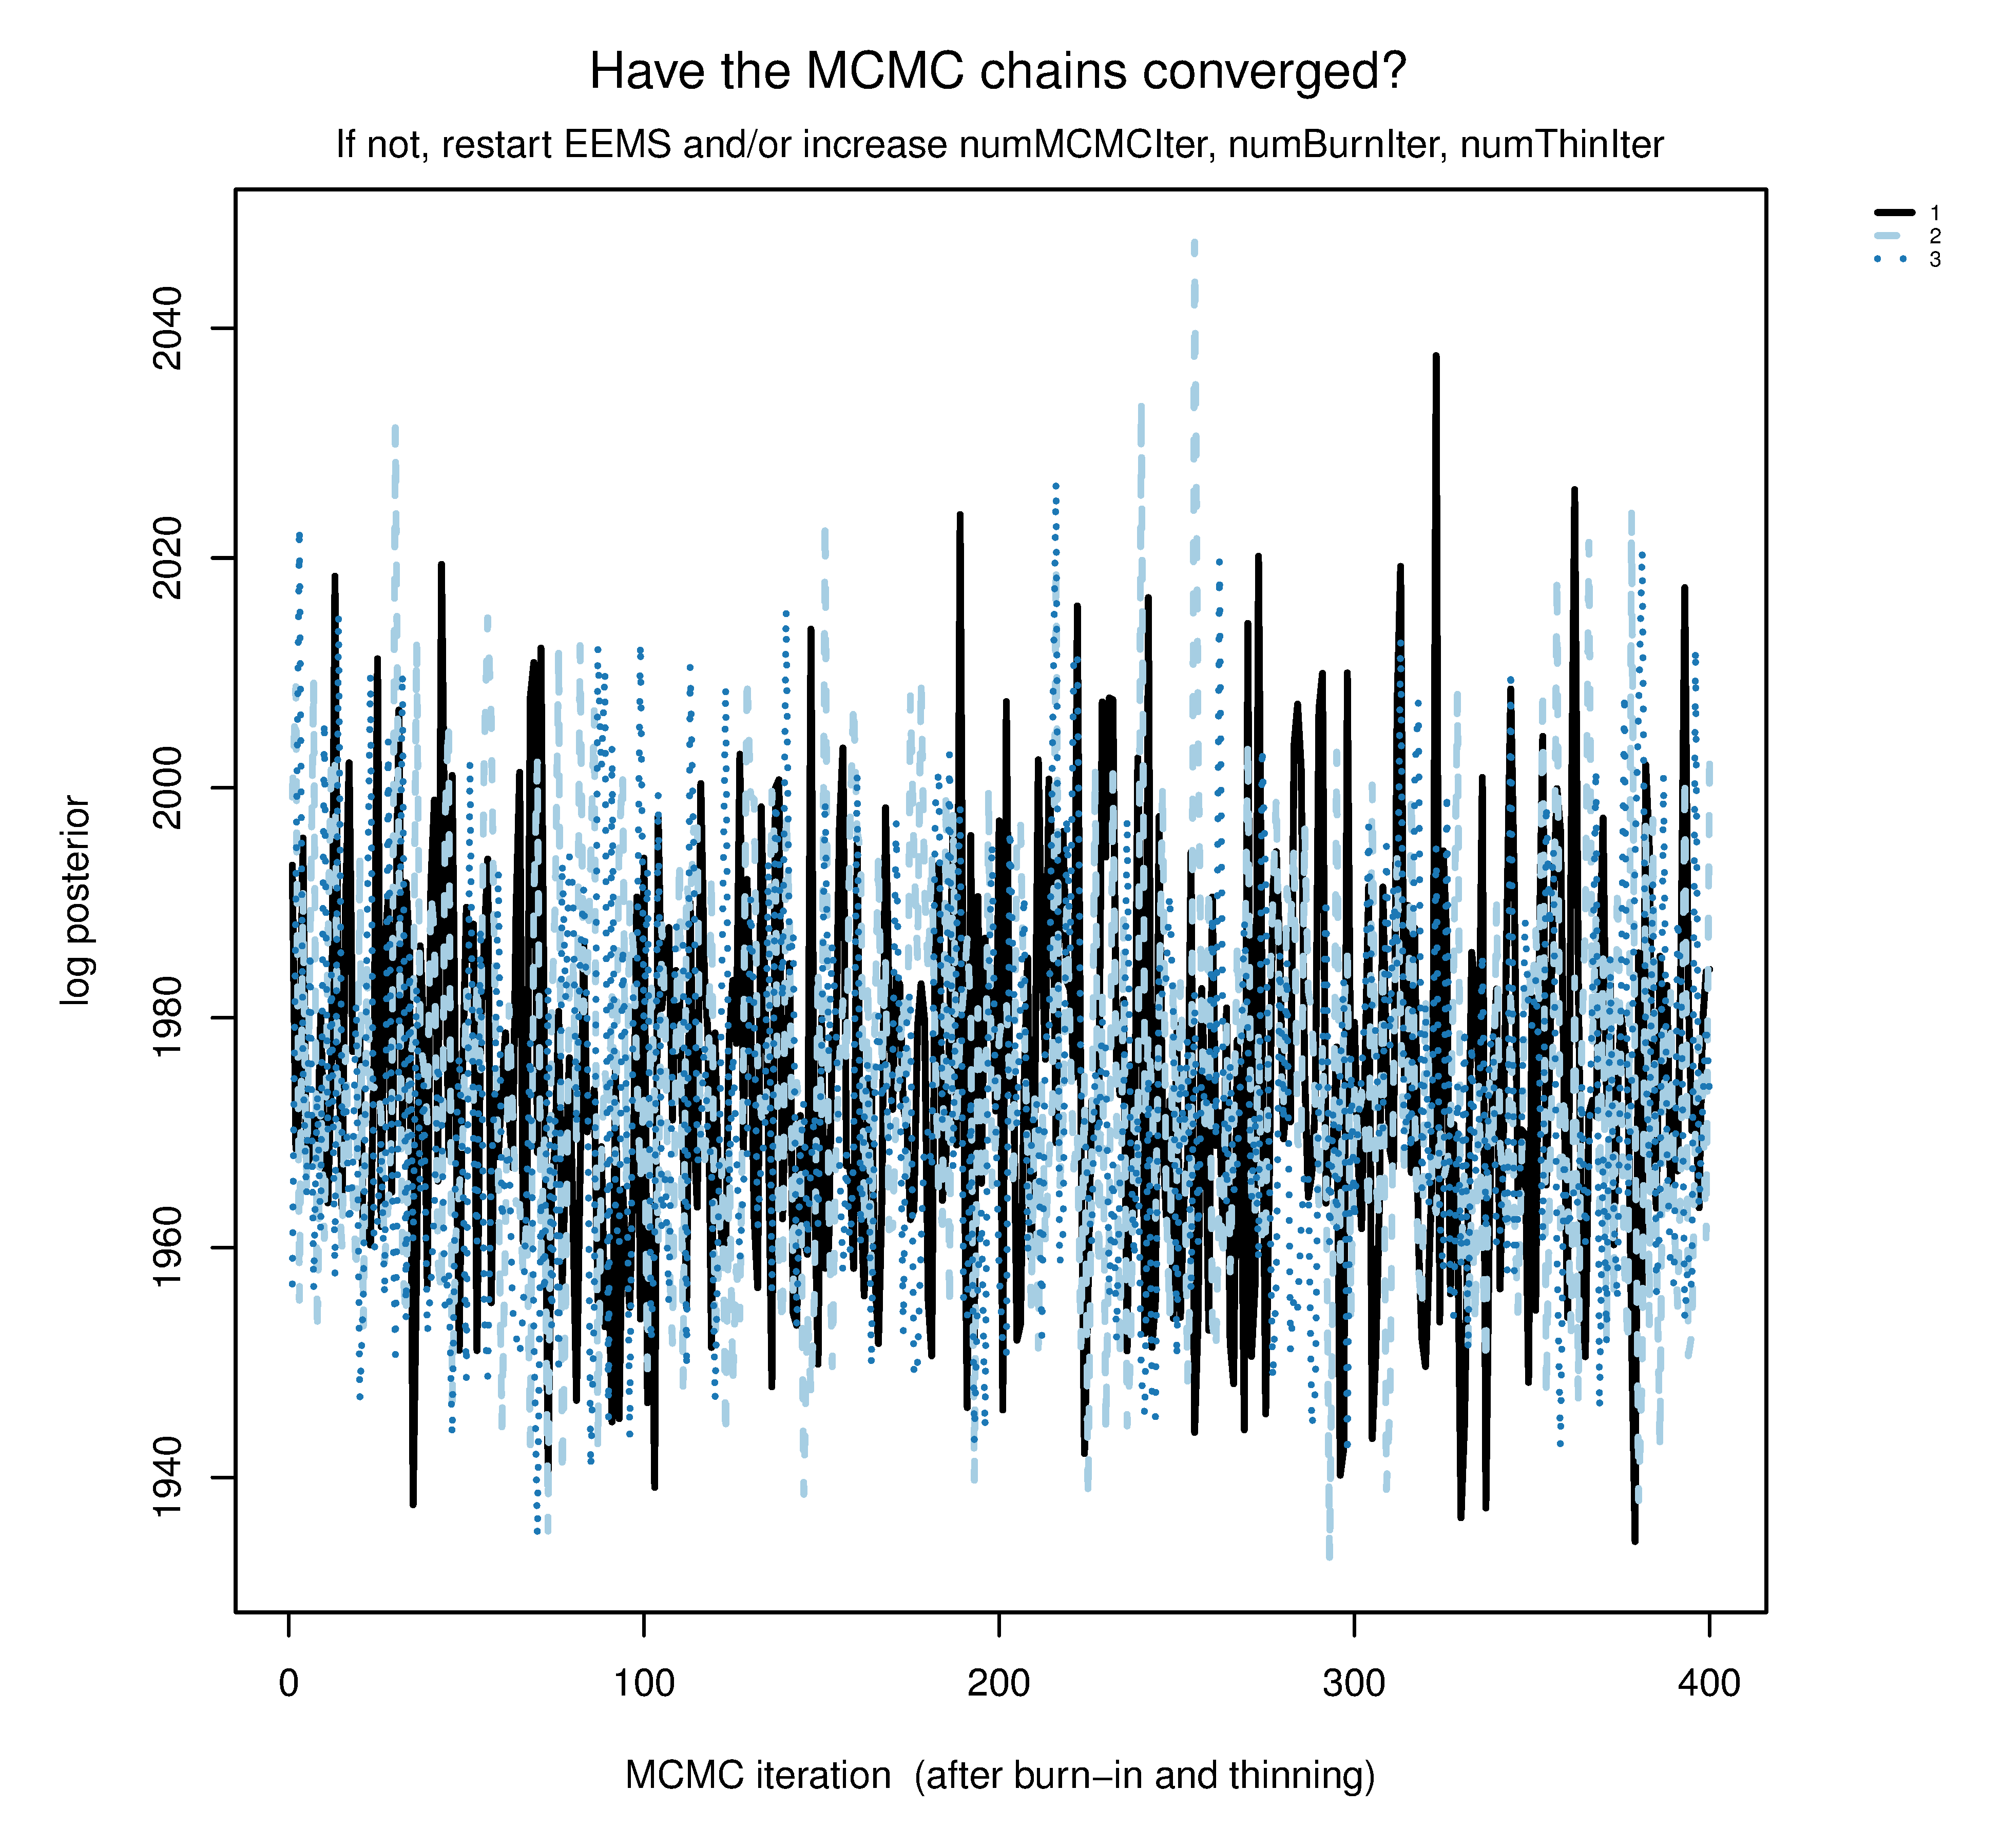 Have the MCMC chains converged?
If not, restart EEMS and/or increase numMCMCIter, numBurnIter, numThinIter
1
2
3
log posterior
2040
2020
2000
1980
1960
1940
0 100 200 300 400
MCMC iteration (after burn−in and thinning)